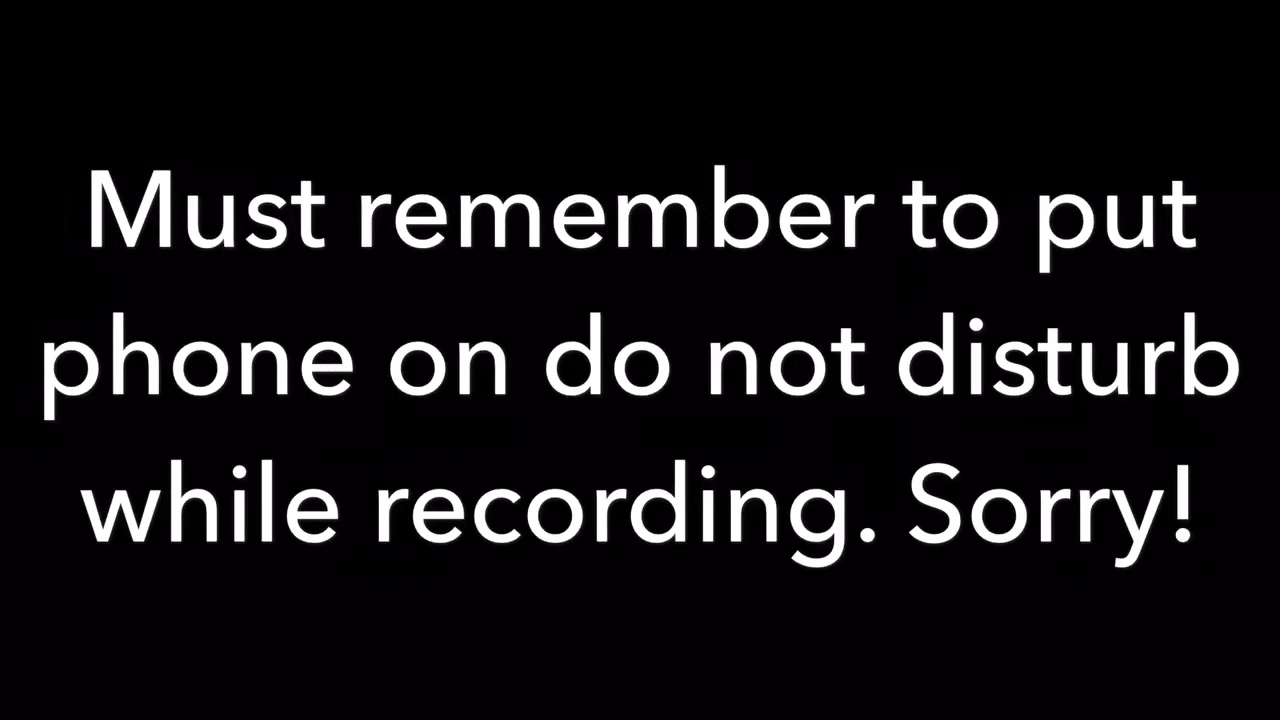 Must remember to put
phone on do not disturb
while recording. Sorry!